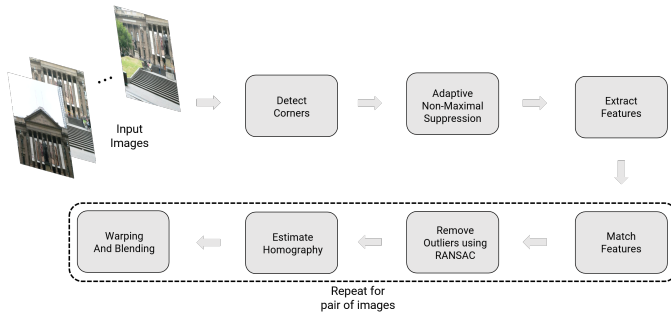 Input
Images
Detect
Corners
Adaptive
Non-Maximal
Suppression
Extract
Features
Warping
And Blending
Estimate
Homography
Remove
Outliers using
RANSAC
Match
Features
Repeat for
pair of images